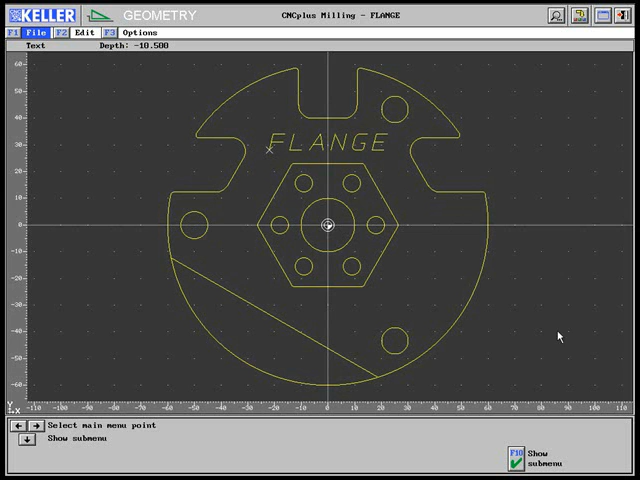 KELLER GEOMETRY CNCplus Milling - FLANGE
F1 File F2 Edit F3 Options
Text Depth: -10.500
60
50
40
30
FLANGE
20
10
0
-10
-20
-30
-40
-50
-60
Y
X -110 -100 -90 -80 -70 -60 -50 -40 -30 -20 -10 0 10 20 30 40 50 60 70 80 90 100 110
Select main menu point
Show submenu
F10 Show
submenu